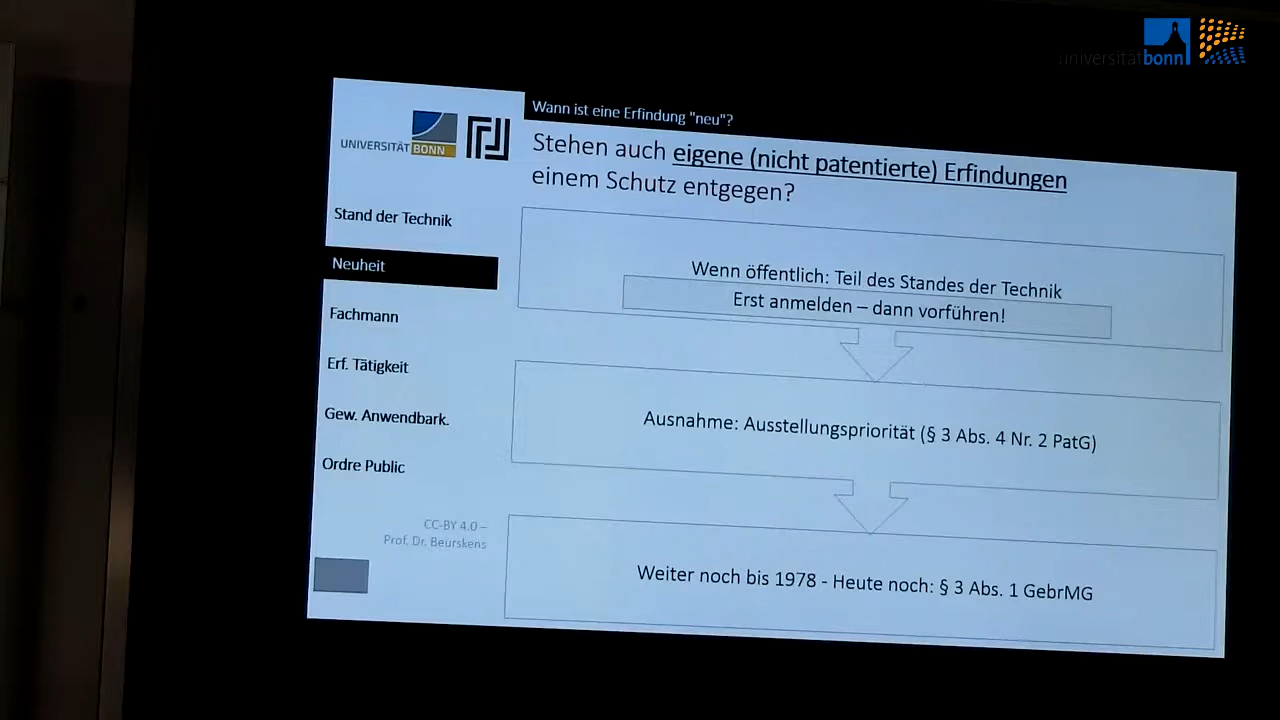 universitätbonn
UNIVERSITÄT BONN
Wann ist eine Erfindung "neu"?
Stehen auch eigene (nicht patentierte) Erfindungen
einem Schutz entgegen?
Stand der Technik
Neuheit
Fachmann
Erf. Tätigkeit
Gew. Anwendbark.
Ordre Public
CC-BY 4.0 –
Prof. Dr. Beurskens
Wenn öffentlich: Teil des Standes der Technik
Erst anmelden – dann vorführen!
Ausnahme: Ausstellungspriorität (§ 3 Abs. 4 Nr. 2 PatG)
Weiter noch bis 1978 - Heute noch: § 3 Abs. 1 GebrMG